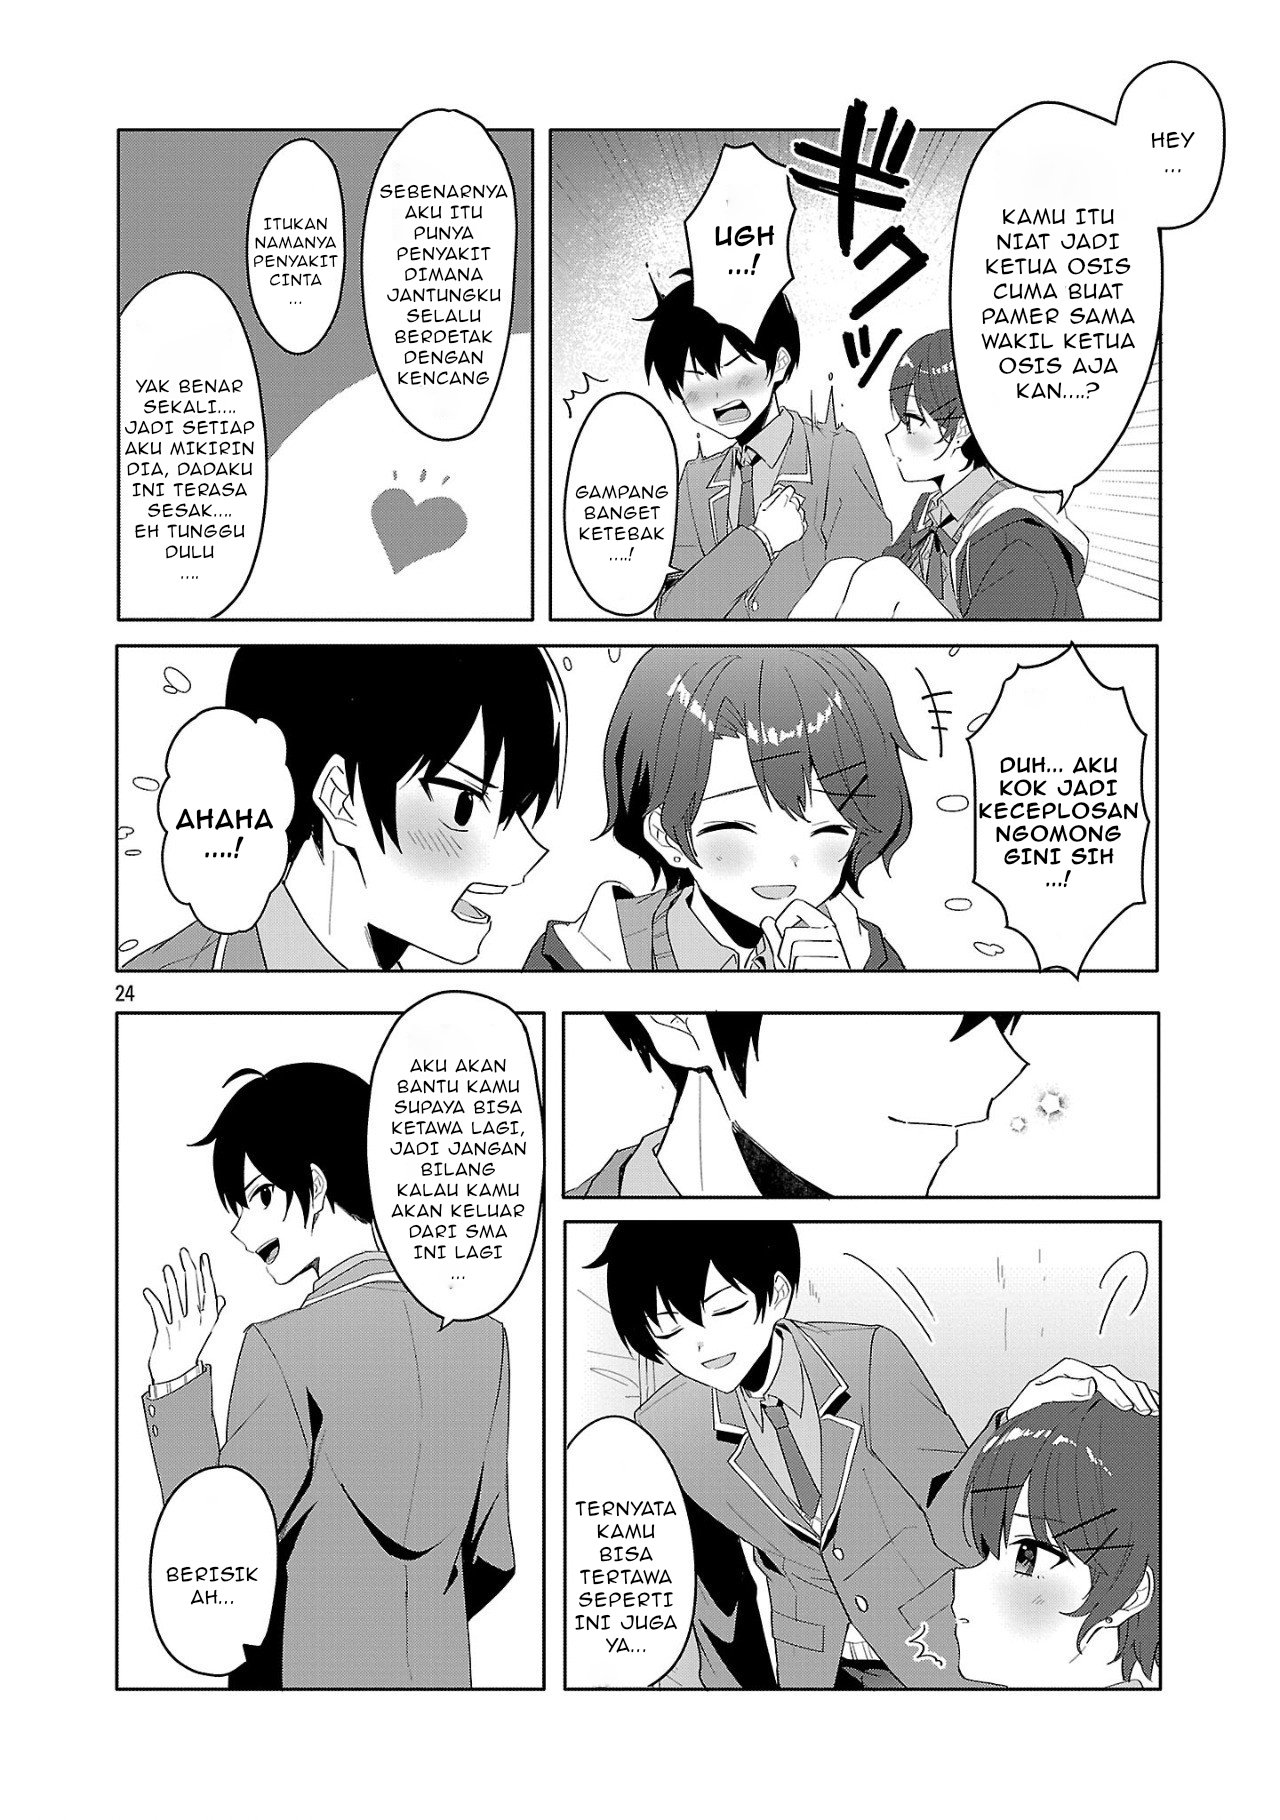 HEY
...
KAMU ITU
NIAT JADI
KETUA OSIS
CUMA BUAT
PAMER SAMA
WAKIL KETUA
OSIS AJA
KAN....?
ギクッ
UGH
...!
GAMPANG
BANGET
KETEBAK
....!
SEBENARNYA
AKU ITU
PUNYA
PENYAKIT
DIMANA
JANTUNGKU
SELALU
BERDETAK
DENGAN
KENCANG
ITUKAN
NAMANYA
PENYAKIT
CINTA
...
YAK BENAR
SEKALI....
JADI SETIAP
AKU MIKIRIN
DIA, DADAKU
INI TERASA
SESAK....
EH TUNGGU
DULU
....
DUH... AKU
KOK JADI
KECEPLOSAN
NGOMONG
GINI SIH
...!
AHAHA
....!
24
TERNYATA
KAMU
BISA
TERTAWA
SEPERTI
INI JUGA
YA...
AKU AKAN
BANTU KAMU
SUPAYA BISA
KETAWA LAGI,
JADI JANGAN
BILANG
KALAU KAMU
AKAN KELUAR
DARI SMA
INI LAGI
...
BERISIK
AH...